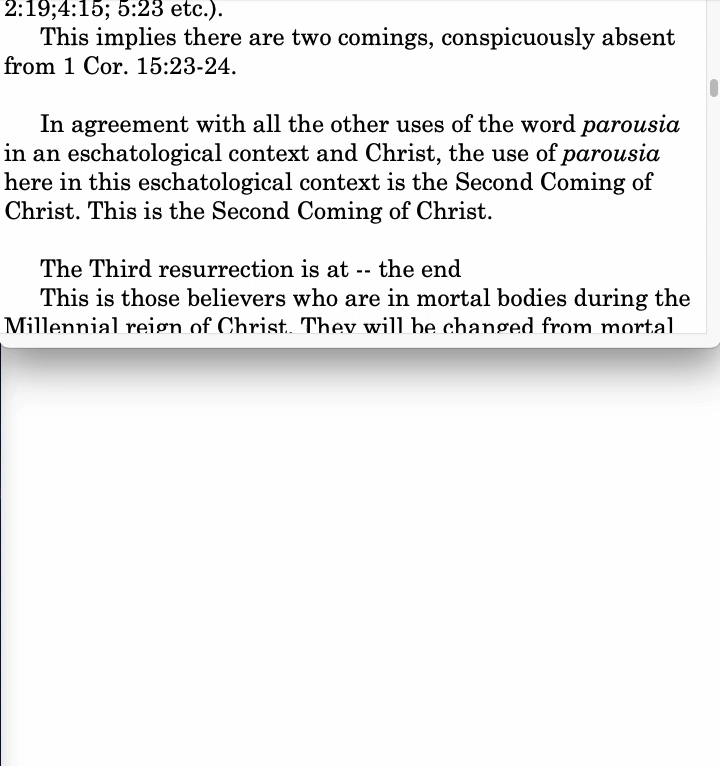 2:19;4:15; 5:23 etc.).
This implies there are two comings, conspicuously absent
from 1 Cor. 15:23-24.
In agreement with all the other uses of the word parousia
in an eschatological context and Christ, the use of parousia
here in this eschatological context is the Second Coming of
Christ. This is the Second Coming of Christ.
The Third resurrection is at -- the end
This is those believers who are in mortal bodies during the
Millennial reign of Christ. They will be changed from mortal